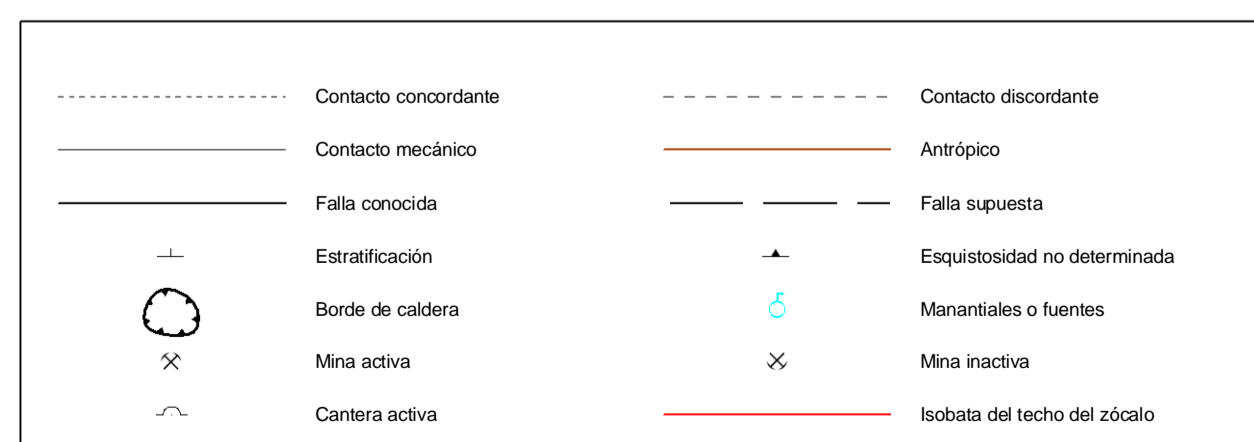 Contacto concordante
Contacto discordante
Contacto mecánico
Antrópico
Falla conocida
Falla supuesta
Estratificación
Esquistosidad no determinada
Borde de caldera
Manantiales o fuentes
Mina activa
Mina inactiva
Cantera activa
Isobata del techo del zócalo